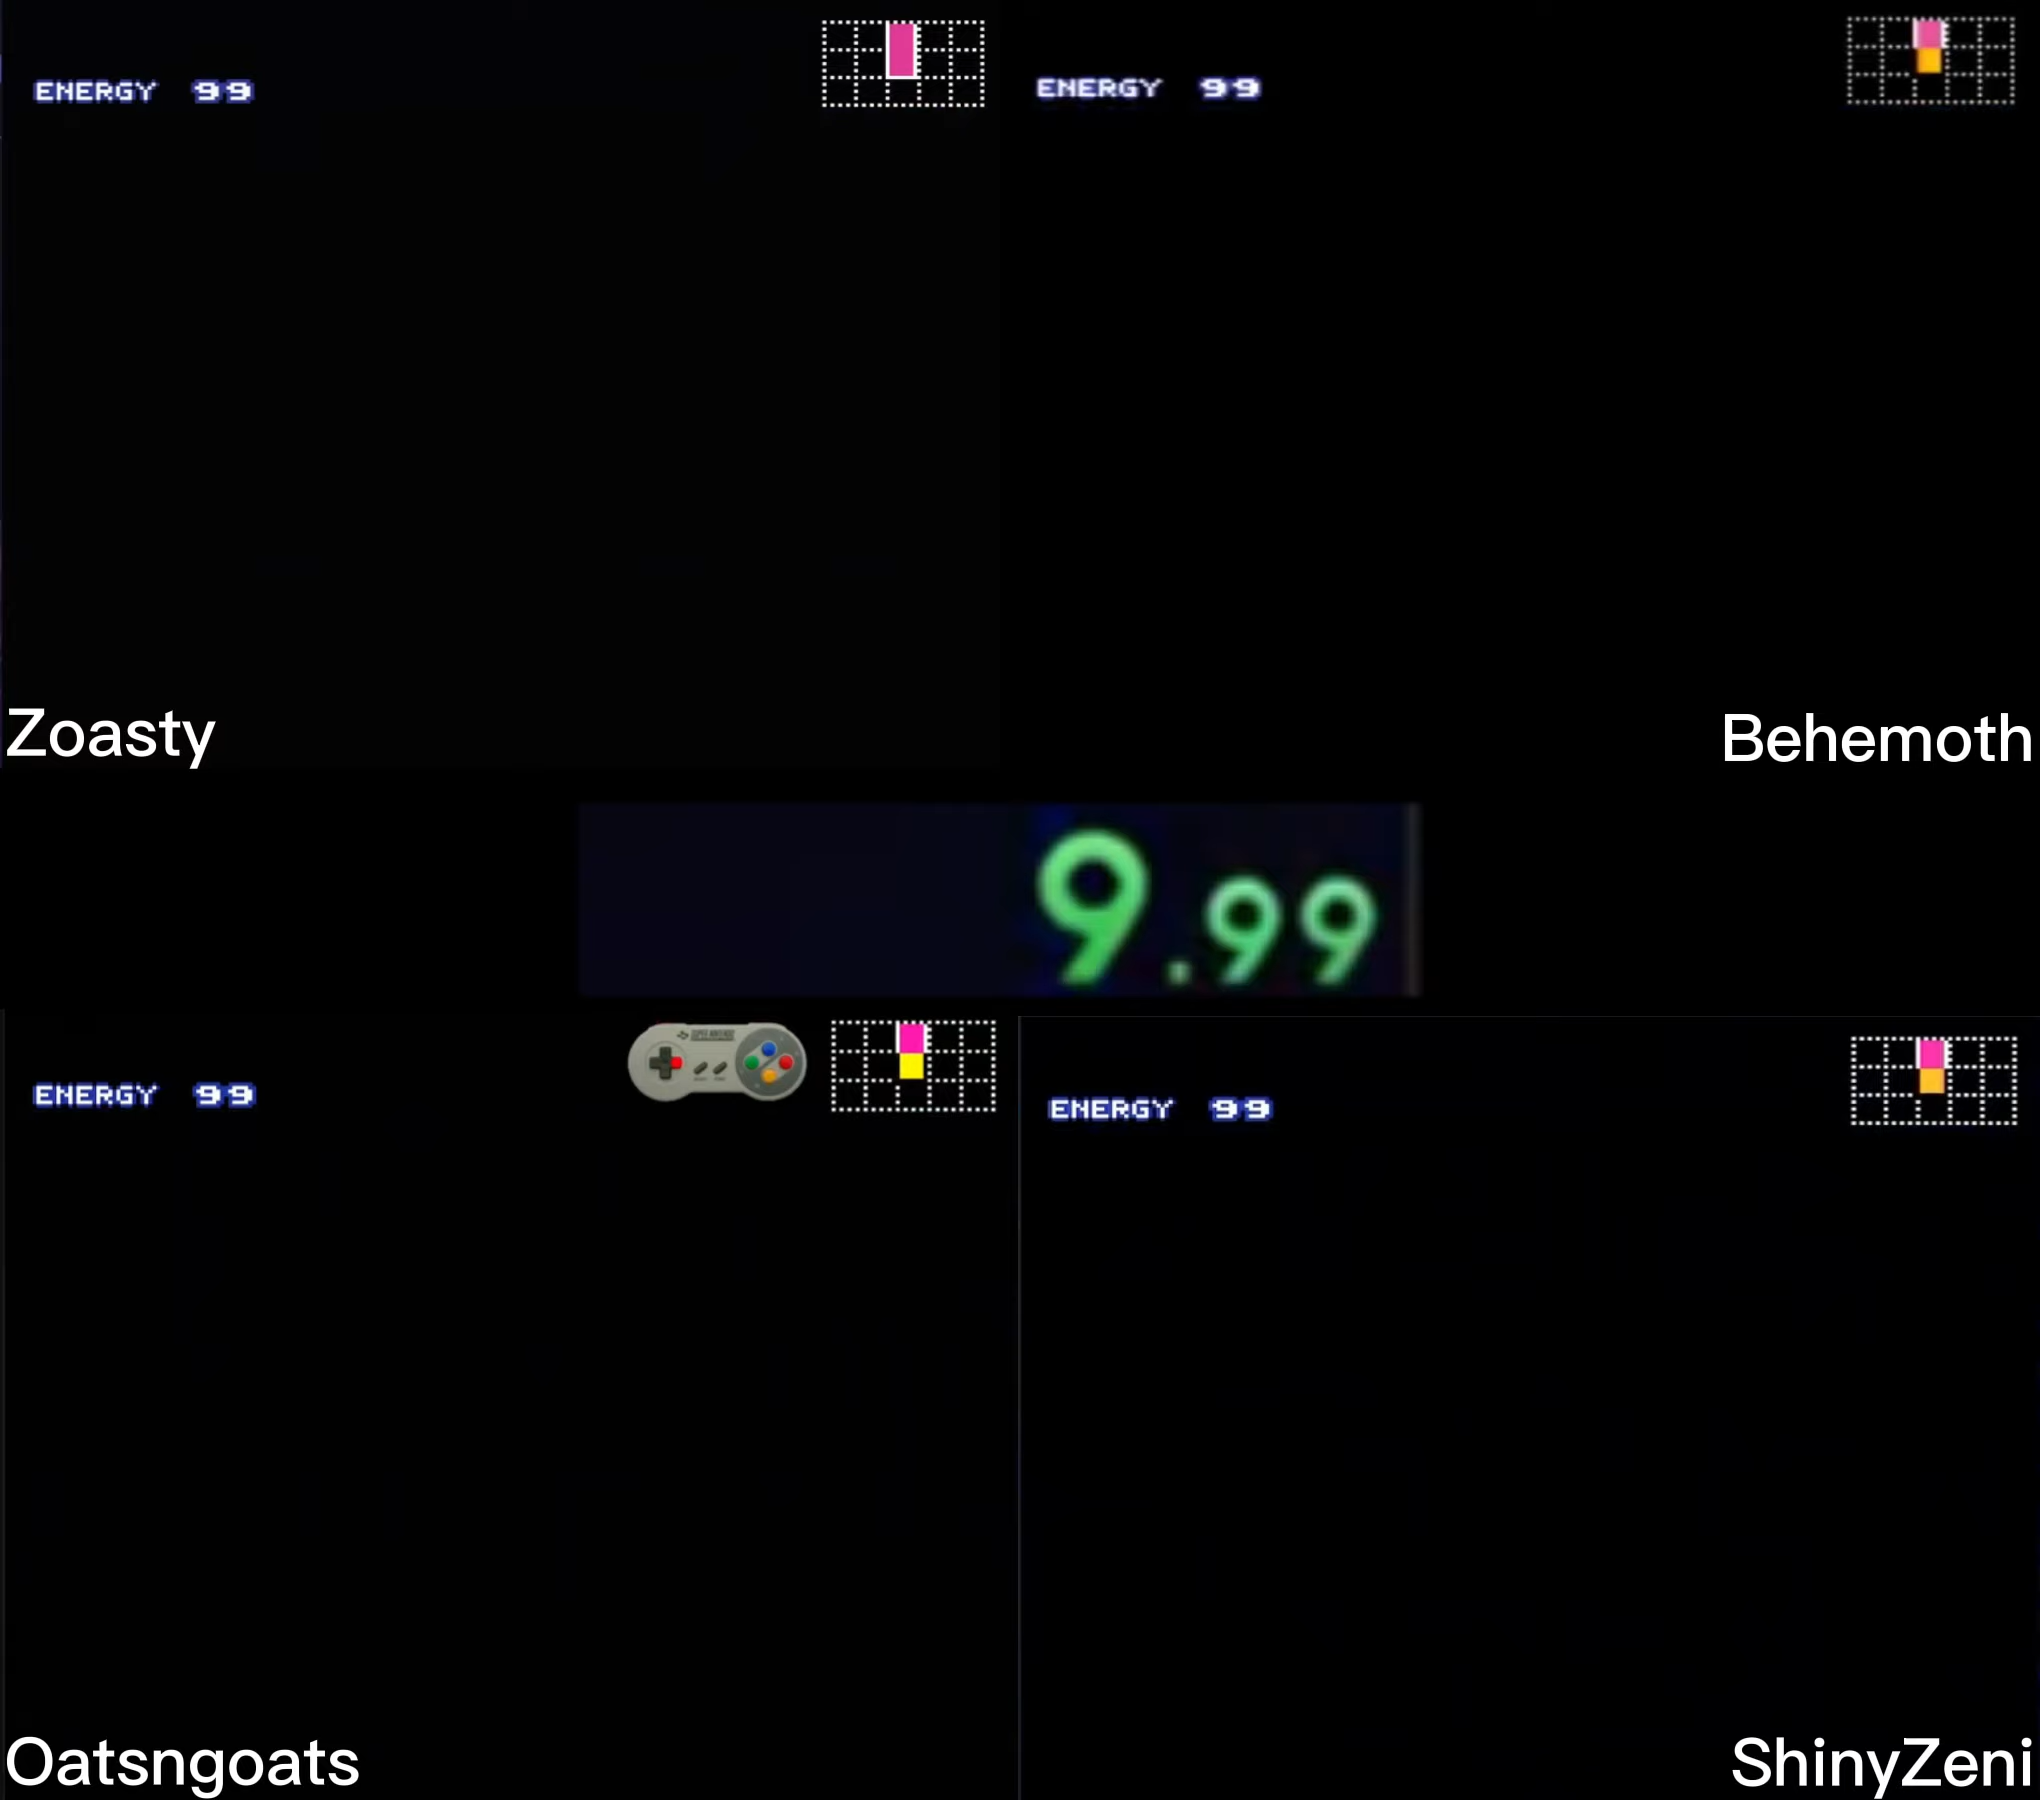 ENERGY 99
ENERGY 99
Zoasty
Behemoth
9.99
ENERGY 99
ENERGY 99
Oatsngoats
ShinyZeni